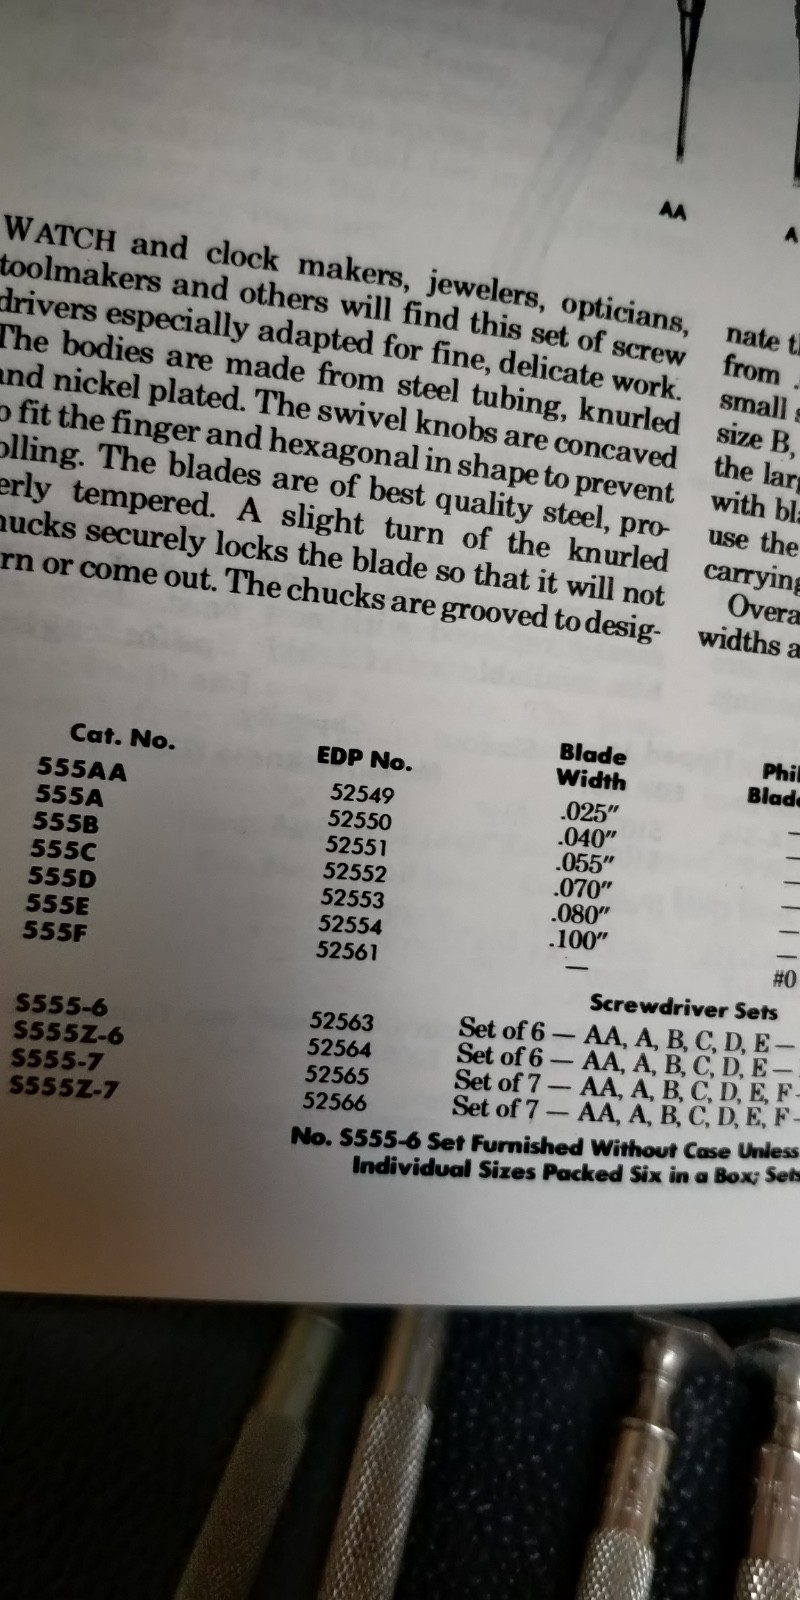 AA
A
WATCH and clock makers, jewelers, opticians,
toolmakers and others will find this set of screw
drivers especially adapted for fine, delicate work.
The bodies are made from steel tubing, knurled
and nickel plated. The swivel knobs are concaved
o fit the finger and hexagonal in shape to prevent
olling. The blades are of best quality steel, pro-
erly tempered. A slight turn of the knurled
hucks securely locks the blade so that it will not
rn or come out. The chucks are grooved to desig-
nate th
from
small s
size B,
the larg
with bla
use the
carrying
Overa
widths a
Cat. No. EDP No. Blade Width Phil Blade
555AA 52549 .025" —
555A 52550 .040" —
555B 52551 .055" —
555C 52552 .070" —
555D 52553 .080" —
555E 52554 .100" —
555F 52561 — #0
Screwdriver Sets
S555-6 52563 Set of 6 — AA, A, B, C, D, E —
S555Z-6 52564 Set of 6 — AA, A, B, C, D, E —
S555-7 52565 Set of 7 — AA, A, B, C, D, E, F -
S555Z-7 52566 Set of 7 — AA, A, B, C, D, E, F -
No. S555-6 Set Furnished Without Case Unless
Individual Sizes Packed Six in a Box; Sets